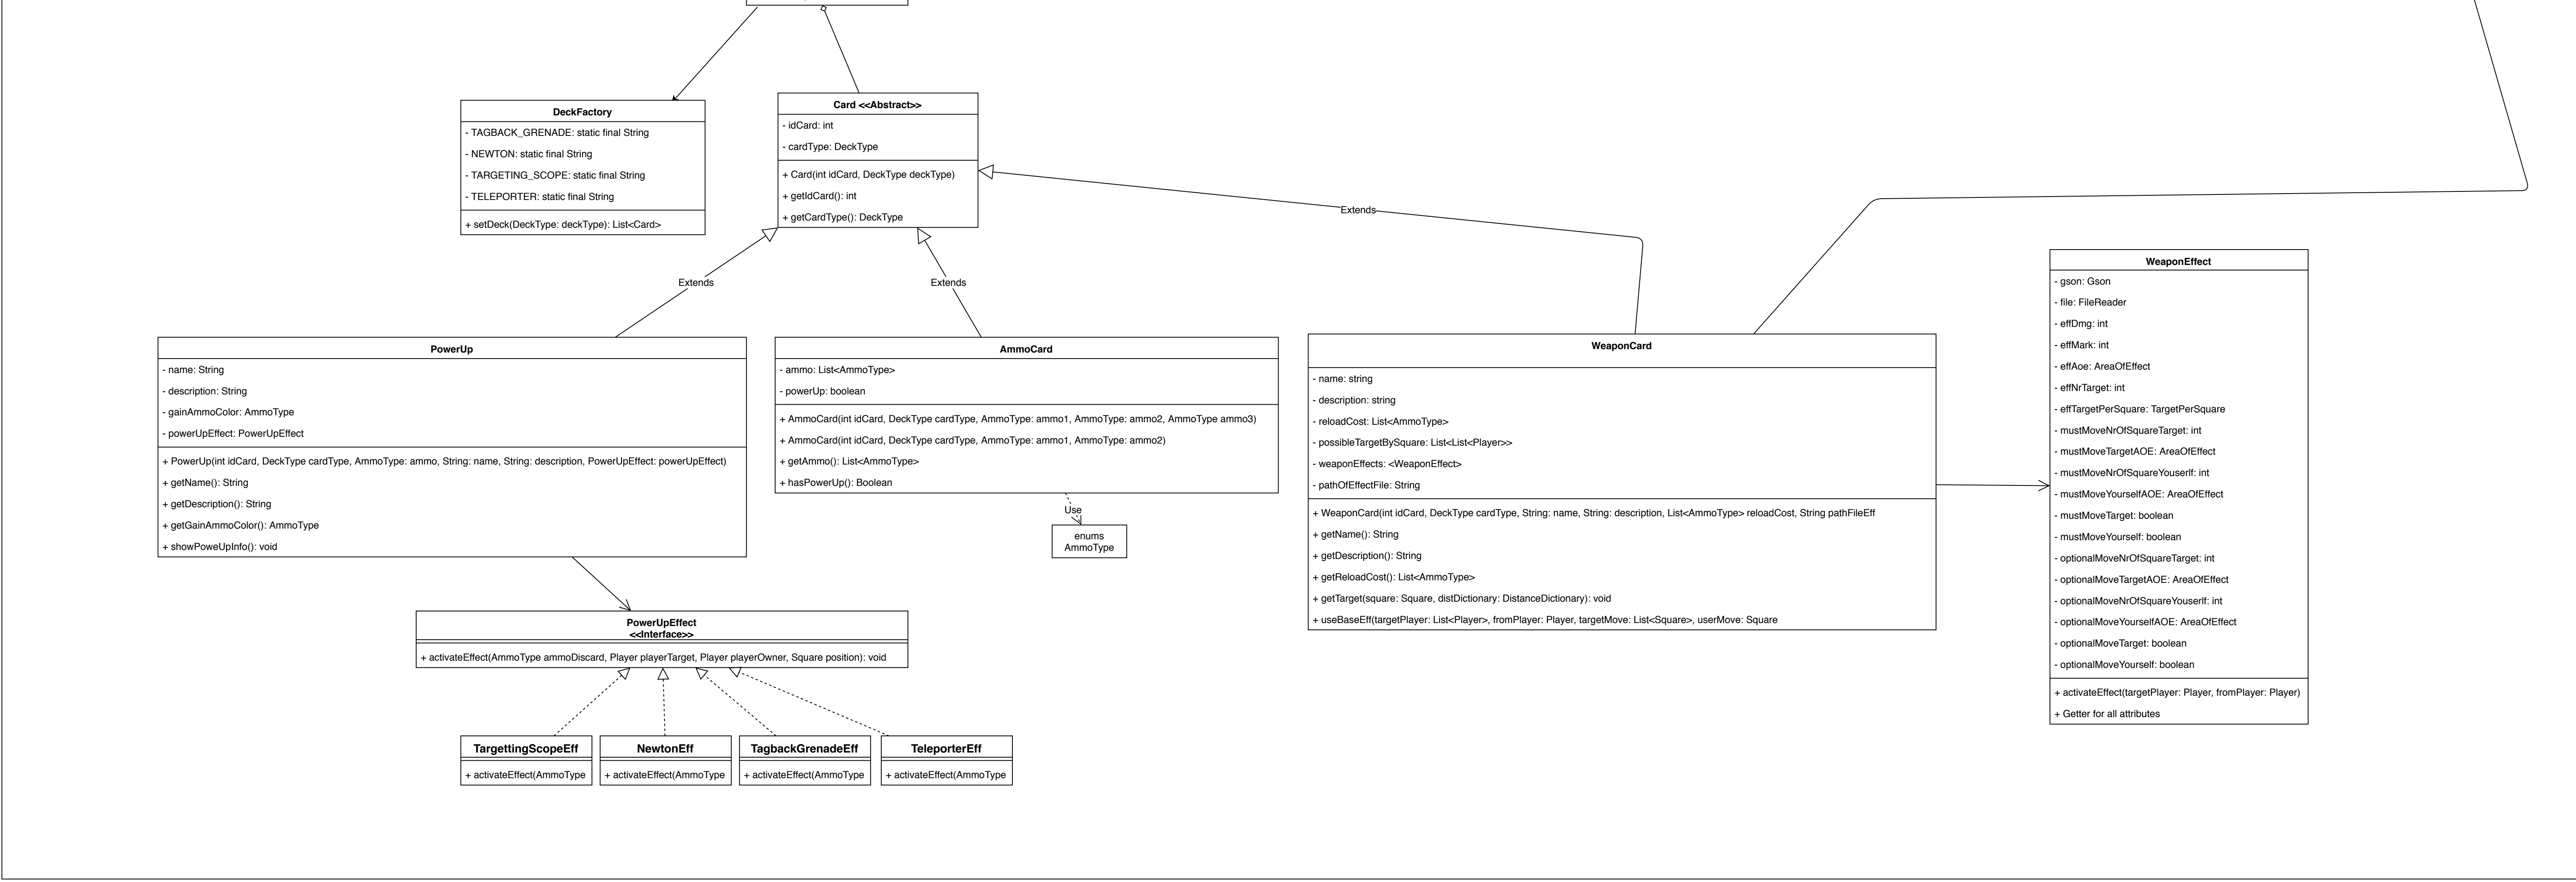 DeckFactory
- TAGBACK_GRENADE: static final String
- NEWTON: static final String
- TARGETING_SCOPE: static final String
- TELEPORTER: static final String
+ setDeck(DeckType: deckType): List<Card>
Card <<Abstract>>
- idCard: int
- cardType: DeckType
+ Card(int idCard, DeckType deckType)
+ getIdCard(): int
+ getCardType(): DeckType
Extends
Extends
Extends
PowerUp
- name: String
- description: String
- gainAmmoColor: AmmoType
- powerUpEffect: PowerUpEffect
+ PowerUp(int idCard, DeckType cardType, AmmoType: ammo, String: name, String: description, PowerUpEffect: powerUpEffect)
+ getName(): String
+ getDescription(): String
+ getGainAmmoColor(): AmmoType
+ showPoweUpInfo(): void
AmmoCard
- ammo: List<AmmoType>
- powerUp: boolean
+ AmmoCard(int idCard, DeckType cardType, AmmoType: ammo1, AmmoType: ammo2, AmmoType ammo3)
+ AmmoCard(int idCard, DeckType cardType, AmmoType: ammo1, AmmoType: ammo2)
+ getAmmo(): List<AmmoType>
+ hasPowerUp(): Boolean
Use
enums
AmmoType
WeaponCard
- name: string
- description: string
- reloadCost: List<AmmoType>
- possibleTargetBySquare: List<List<Player>>
- weaponEffects: <WeaponEffect>
- pathOfEffectFile: String
+ WeaponCard(int idCard, DeckType cardType, String: name, String: description, List<AmmoType> reloadCost, String pathFileEff
+ getName(): String
+ getDescription(): String
+ getReloadCost(): List<AmmoType>
+ getTarget(square: Square, distDictionary: DistanceDictionary): void
+ useBaseEff(targetPlayer: List<Player>, fromPlayer: Player, targetMove: List<Square>, userMove: Square
WeaponEffect
- gson: Gson
- file: FileReader
- effDmg: int
- effMark: int
- effAoe: AreaOfEffect
- effNrTarget: int
- effTargetPerSquare: TargetPerSquare
- mustMoveNrOfSquareTarget: int
- mustMoveTargetAOE: AreaOfEffect
- mustMoveNrOfSquareYouserlf: int
- mustMoveYourselfAOE: AreaOfEffect
- mustMoveTarget: boolean
- mustMoveYourself: boolean
- optionalMoveNrOfSquareTarget: int
- optionalMoveTargetAOE: AreaOfEffect
- optionalMoveNrOfSquareYouserlf: int
- optionalMoveYourselfAOE: AreaOfEffect
- optionalMoveTarget: boolean
- optionalMoveYourself: boolean
+ activateEffect(targetPlayer: Player, fromPlayer: Player)
+ Getter for all attributes
PowerUpEffect
<<Interface>>
+ activateEffect(AmmoType ammoDiscard, Player playerTarget, Player playerOwner, Square position): void
TargettingScopeEff
+ activateEffect(AmmoType
NewtonEff
+ activateEffect(AmmoType
TagbackGrenadeEff
+ activateEffect(AmmoType
TeleporterEff
+ activateEffect(AmmoType